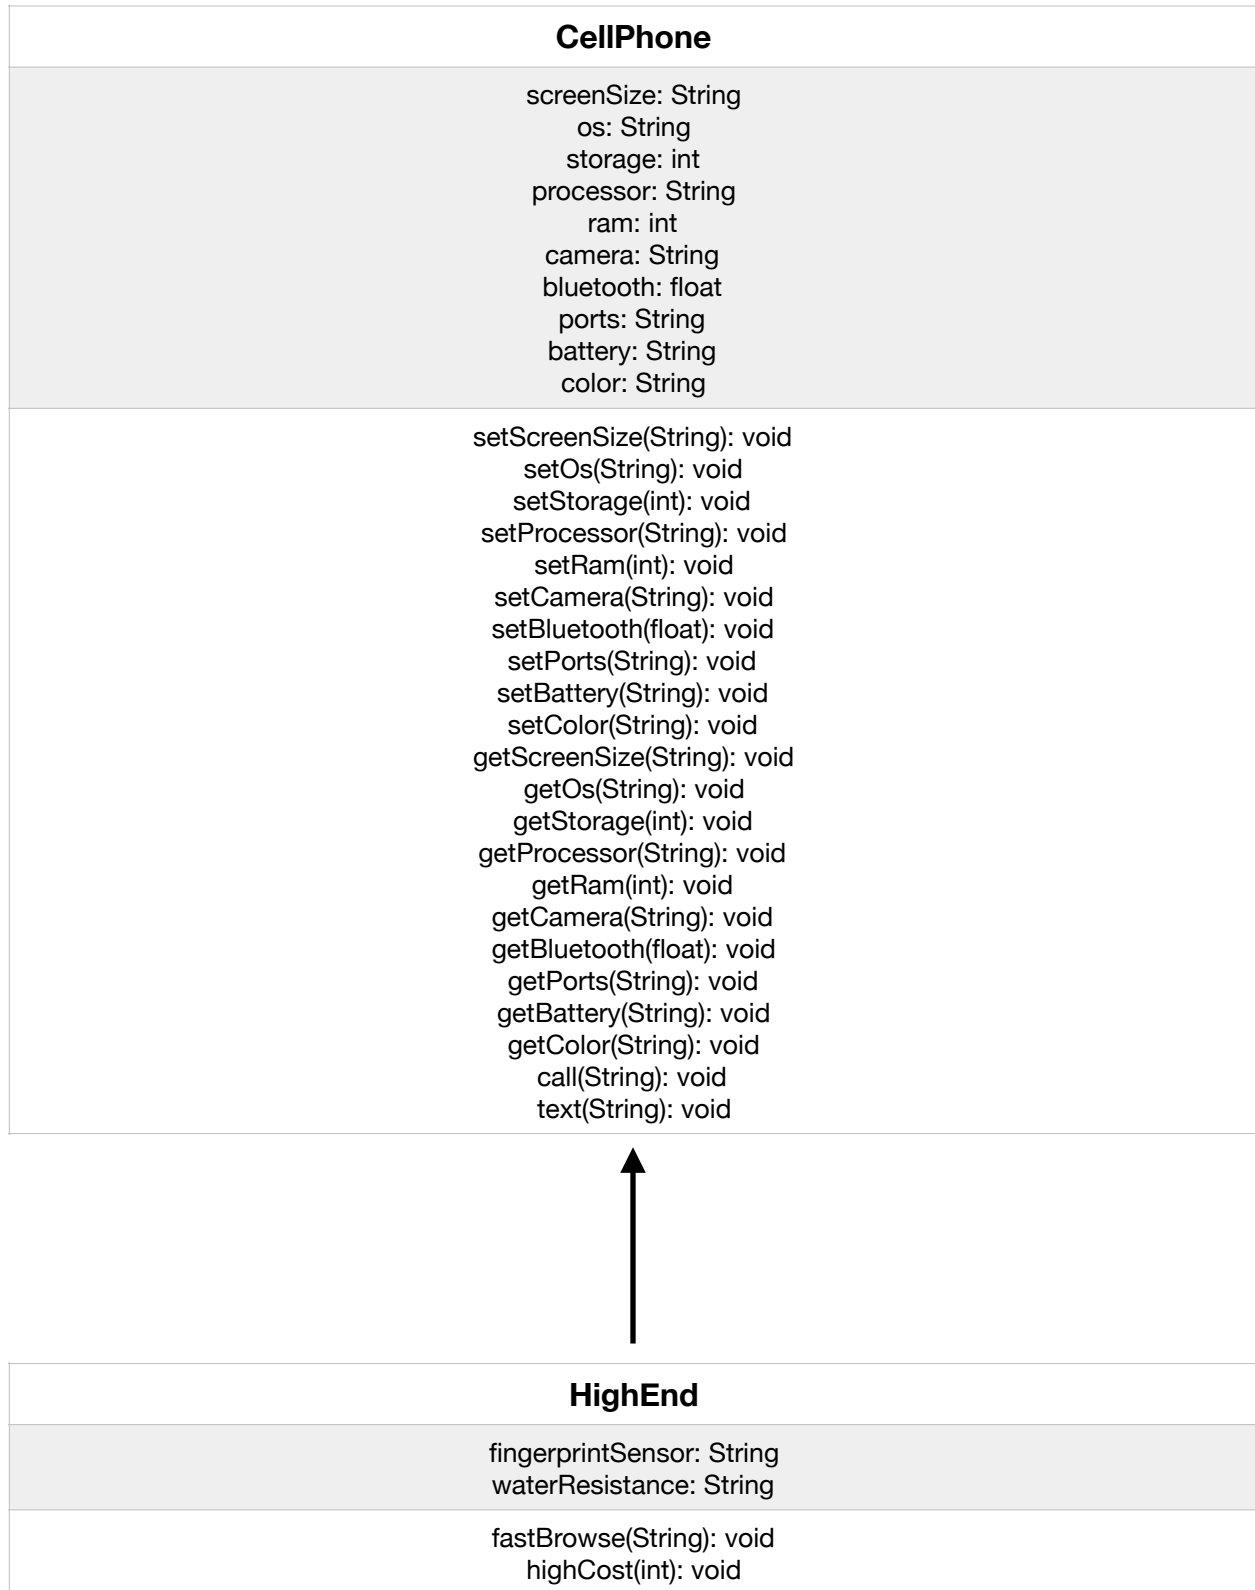 CellPhone
screenSize: String
os: String
storage: int
processor: String
ram: int
camera: String
bluetooth: float
ports: String
battery: String
color: String
setScreenSize(String): void
setOs(String): void
setStorage(int): void
setProcessor(String): void
setRam(int): void
setCamera(String): void
setBluetooth(float): void
setPorts(String): void
setBattery(String): void
setColor(String): void
getScreenSize(String): void
getOs(String): void
getStorage(int): void
getProcessor(String): void
getRam(int): void
getCamera(String): void
getBluetooth(float): void
getPorts(String): void
getBattery(String): void
getColor(String): void
call(String): void
text(String): void
HighEnd
fingerprintSensor: String
waterResistance: String
fastBrowse(String): void
highCost(int): void